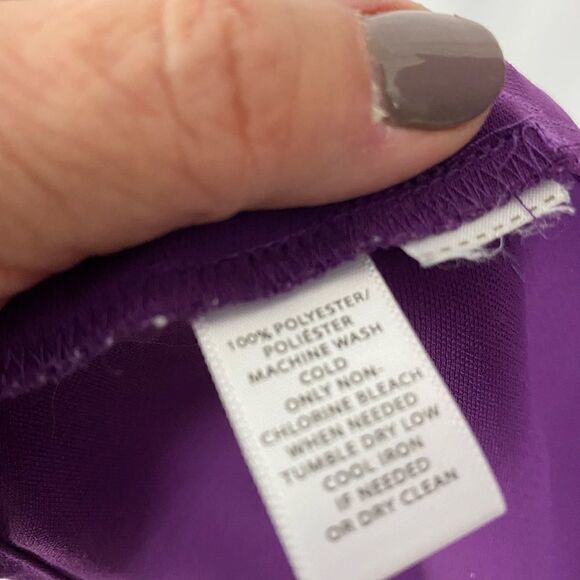 100% POLYESTER/
POLIÉSTER
MACHINE WASH
COLD
ONLY NON-
CHLORINE BLEACH
WHEN NEEDED
TUMBLE DRY LOW
COOL IRON
IF NEEDED
OR DRY CLEAN